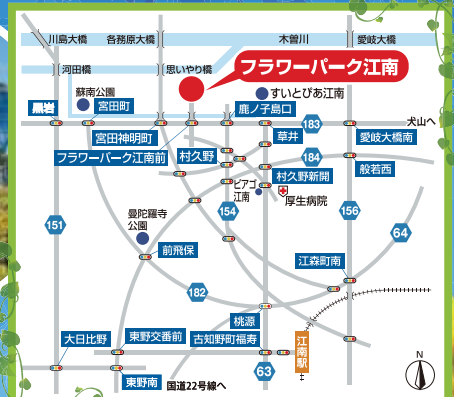 川島大橋
各務原大橋
木曽川
愛岐大橋
河田橋
思いやり橋
フラワーパーク江南
蘇南公園
すいとぴあ江南
黒岩
宮田町
鹿ノ子島口
183
犬山へ
宮田神明町
草井
愛岐大橋南
フラワーパーク江南前
村久野
184
般若西
村久野新開
ピアゴ
江南
厚生病院
151
曼陀羅寺
公園
154
156
64
前飛保
江森町南
182
桃源
大日比野
東野交番前
古知野町福寿
江南駅
東野南
国道22号線へ
63
N